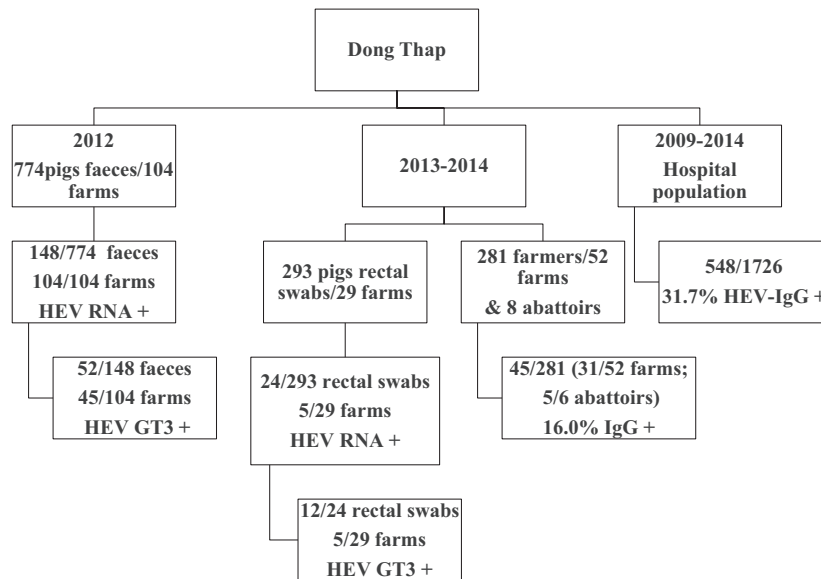 Dong Thap
2012
774pigs faeces/104
farms
2013-2014
2009-2014
Hospital
population
148/774 faeces
104/104 farms
HEV RNA +
293 pigs rectal
swabs/29 farms
281 farmers/52
farms
& 8 abattoirs
548/1726
31.7% HEV-IgG +
52/148 faeces
45/104 farms
HEV GT3 +
24/293 rectal swabs
5/29 farms
HEV RNA +
45/281 (31/52 farms;
5/6 abattoirs)
16.0% IgG +
12/24 rectal swabs
5/29 farms
HEV GT3 +